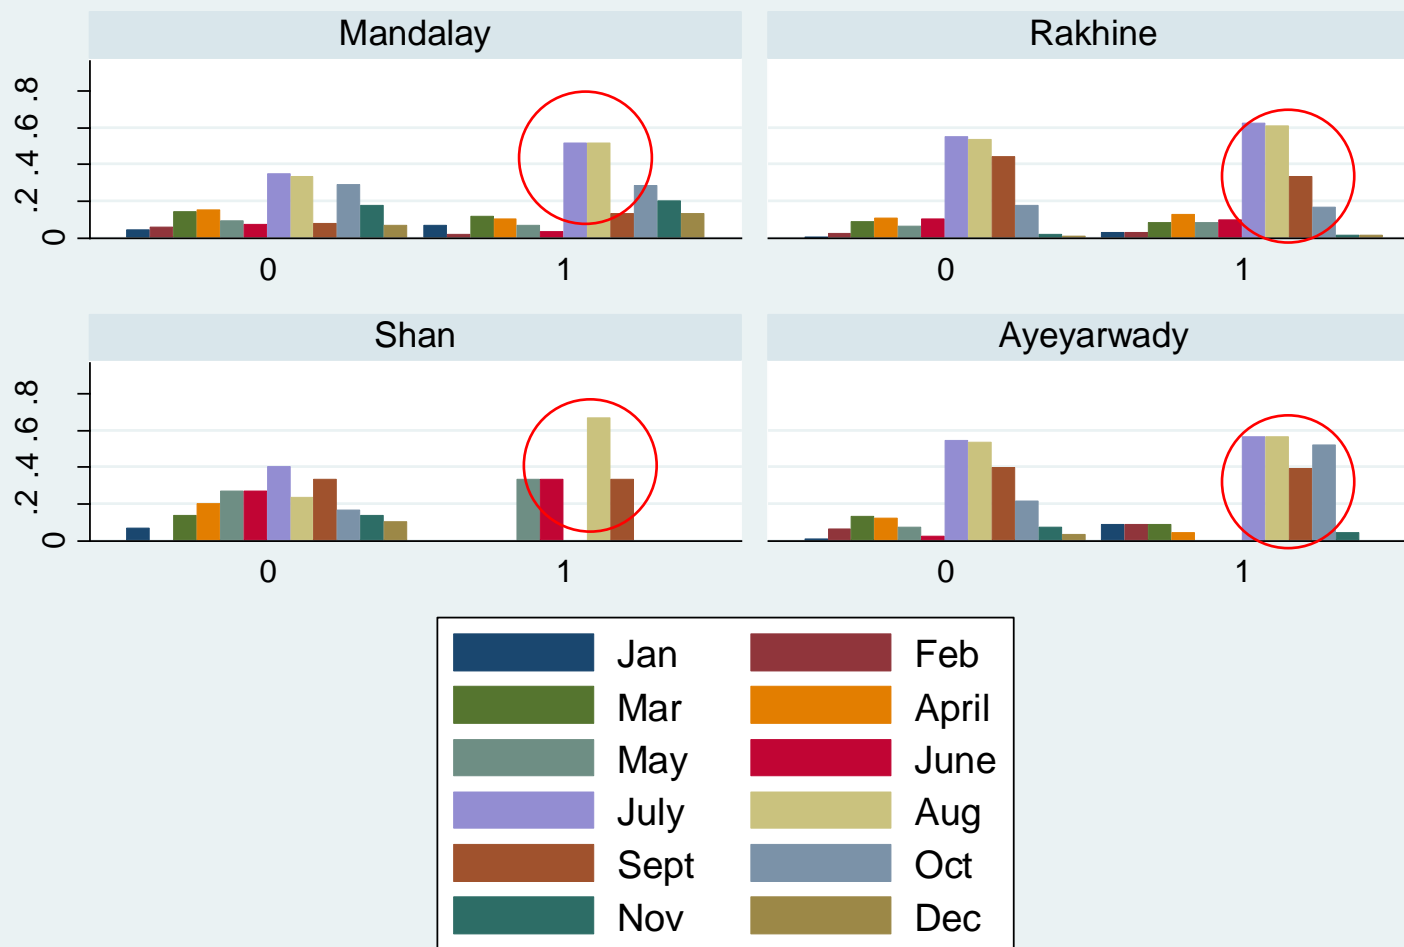 Mandalay Rakhine
.8
.6
.4
.2
0
0 1 0 1
Shan Ayeyarwady
.8
.6
.4
.2
0
0 1 0 1
Jan Feb
Mar April
May June
July Aug
Sept Oct
Nov Dec